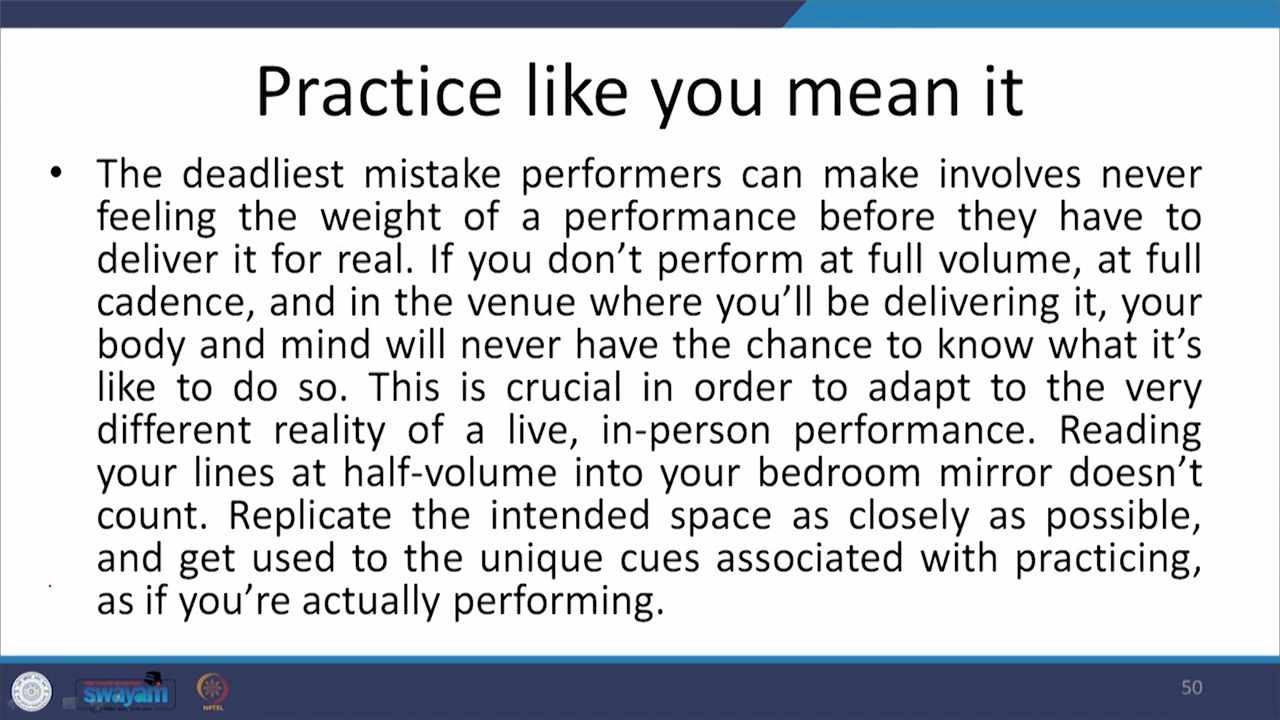 Practice like you mean it
• The deadliest mistake performers can make involves never
feeling the weight of a performance before they have to
deliver it for real. If you don’t perform at full volume, at full
cadence, and in the venue where you’ll be delivering it, your
body and mind will never have the chance to know what it’s
like to do so. This is crucial in order to adapt to the very
different reality of a live, in-person performance. Reading
your lines at half-volume into your bedroom mirror doesn’t
count. Replicate the intended space as closely as possible,
and get used to the unique cues associated with practicing,
as if you’re actually performing.
swayam
NPTEL
50